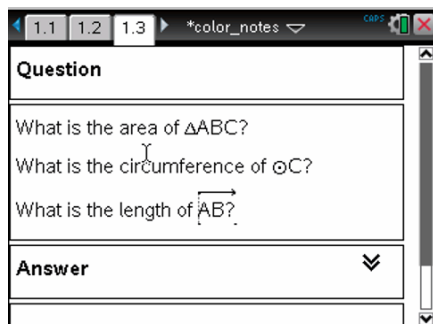 1.1 1.2 1.3 *color_notes CAPS
Question
What is the area of ΔABC?
What is the circumference of ⊙C?
What is the length of AB?
Answer